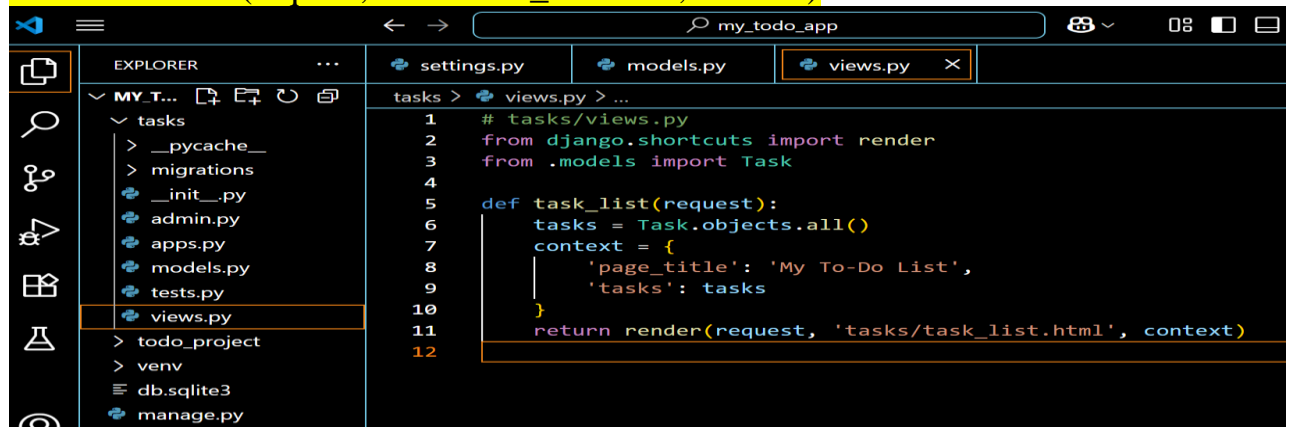 my_todo_app
EXPLORER ...
settings.py models.py views.py
MY_T...
tasks > views.py > ...
tasks
__pycache__
migrations
__init__.py
admin.py
apps.py
models.py
tests.py
views.py
todo_project
venv
db.sqlite3
manage.py
1 # tasks/views.py
2 from django.shortcuts import render
3 from .models import Task
4
5 def task_list(request):
6 tasks = Task.objects.all()
7 context = {
8 'page_title': 'My To-Do List',
9 'tasks': tasks
10 }
11 return render(request, 'tasks/task_list.html', context)
12